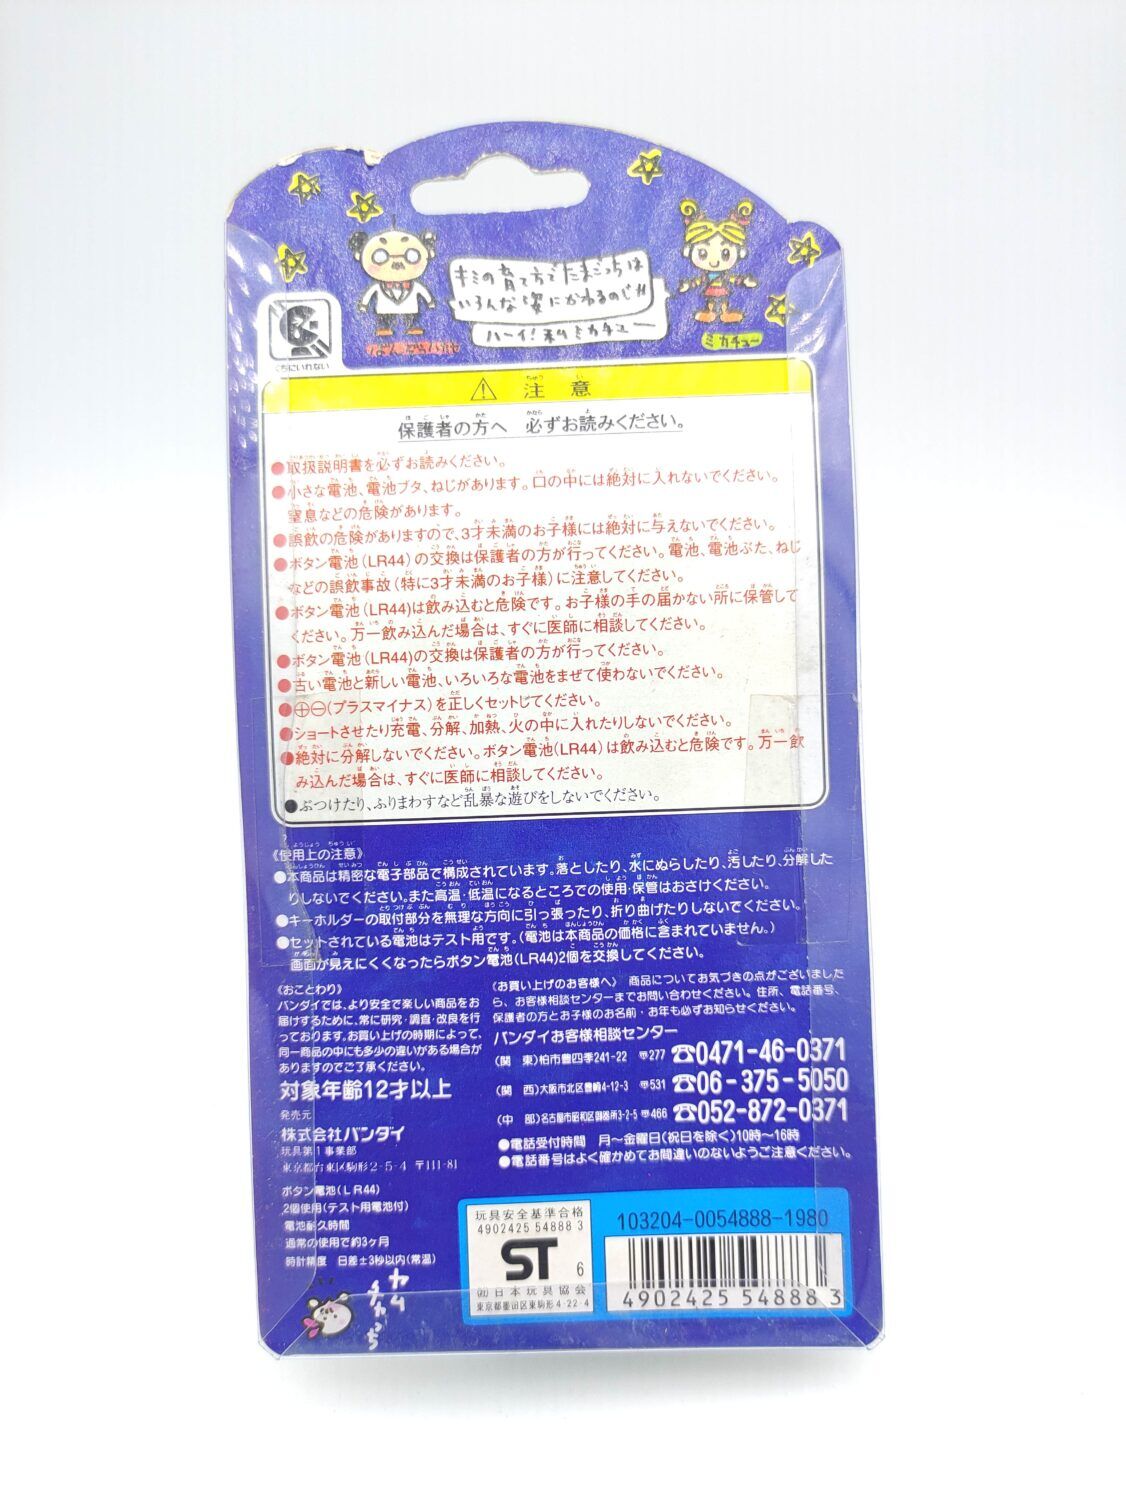 キミの育て方でたまごっちは
いろんな姿にかわるのじゃ!!
ハーイ!私ミカチュー
ミカチュー
くちにいれない
⚠ 注意
保護者の方へ 必ずお読みください。
●取扱説明書を必ずお読みください。
●小さな電池、電池ブタ、ねじがあります。口の中には絶対に入れないでください。
窒息などの危険があります。
●誤飲の危険がありますので、3才未満のお子様には絶対に与えないでください。
●ボタン電池(LR44)の交換は保護者の方が行ってください。電池、電池ぶた、ねじ
などの誤飲事故(特に3才未満のお子様)に注意してください。
●ボタン電池(LR44)は飲み込むと危険です。お子様の手の届かない所に保管して
ください。万一飲み込んだ場合は、すぐに医師に相談してください。
●ボタン電池(LR44)の交換は保護者の方が行ってください。
●古い電池と新しい電池、いろいろな電池をまぜて使わないでください。
●⊕⊖(プラスマイナス)を正しくセットしてください。
●ショートさせたり充電、分解、加熱、火の中に入れたりしないでください。
●絶対に分解しないでください。ボタン電池(LR44)は飲み込むと危険です。万一飲
み込んだ場合は、すぐに医師に相談してください。
●ぶつけたり、ふりまわすなど乱暴な遊びをしないでください。
《使用上の注意》
●本商品は精密な電子部品で構成されています。落としたり、水にぬらしたり、汚したり、分解した
りしないでください。また高温・低温になるところでの使用・保管はおさけください。
●キーホルダーの取付部分を無理な方向に引っ張ったり、折り曲げたりしないでください。
●セットされている電池はテスト用です。(電池は本商品の価格に含まれていません。)
画面が見えにくくなったらボタン電池(LR44)2個を交換してください。
《おことわり》
バンダイでは、より安全で楽しい商品をお
届けするために、常に研究・調査・改良を行
っております。お買い上げの時期によって、
同一商品の中にも多少の違いがある場合が
ありますのでご了承ください。
対象年齢12才以上
発売元
株式会社バンダイ
玩具第1事業部
東京都台東区駒形2-5-4 〒111-81
ボタン電池(LR44)
2個使用(テスト用電池付)
電池耐久時間
通常の使用で約3ヶ月
時計精度 日差±3秒以内(常温)
《お買い上げのお客様へ》 商品についてお気づきの点がございました
ら、お客様相談センターまでお問い合わせください。住所、電話番号、
保護者の方とお子様のお名前・お年も必ずお知らせください。
バンダイお客様相談センター
(関 東)柏市豊四季241-22 〒277 ☎0471-46-0371
(関 西)大阪市北区豊崎4-12-3 〒531 ☎06-375-5050
(中 部)名古屋市昭和区御器所3-2-5 〒466 ☎052-872-0371
●電話受付時間 月〜金曜日(祝日を除く)10時〜16時
●電話番号はよく確かめてお間違いのないようご注意ください。
玩具安全基準合格
4902425 54888 3
ST 6
㈳日本玩具協会
東京都墨田区東駒形4-22-4
103204-0054888-1980
4902425 548883